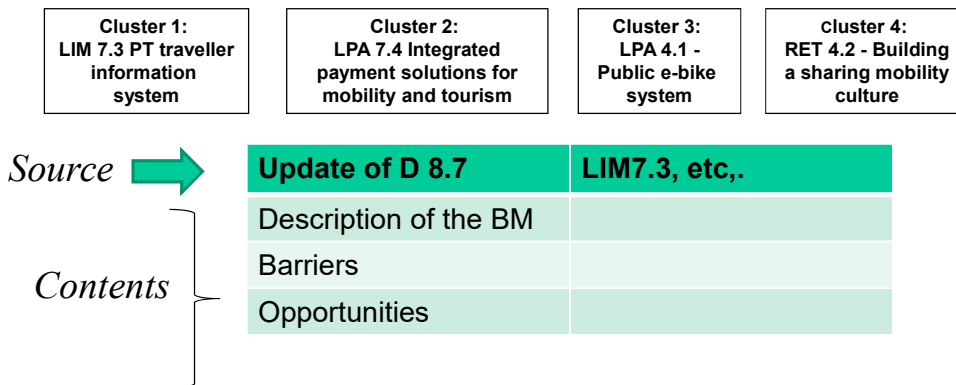 Cluster 1:
LIM 7.3 PT traveller
information
system
Cluster 2:
LPA 7.4 Integrated
payment solutions for
mobility and tourism
Cluster 3:
LPA 4.1 -
Public e-bike
system
Cluster 4:
RET 4.2 - Building
a sharing mobility
culture
Source
Update of D 8.7
LIM7.3, etc,.
Contents
Description of the BM
Barriers
Opportunities